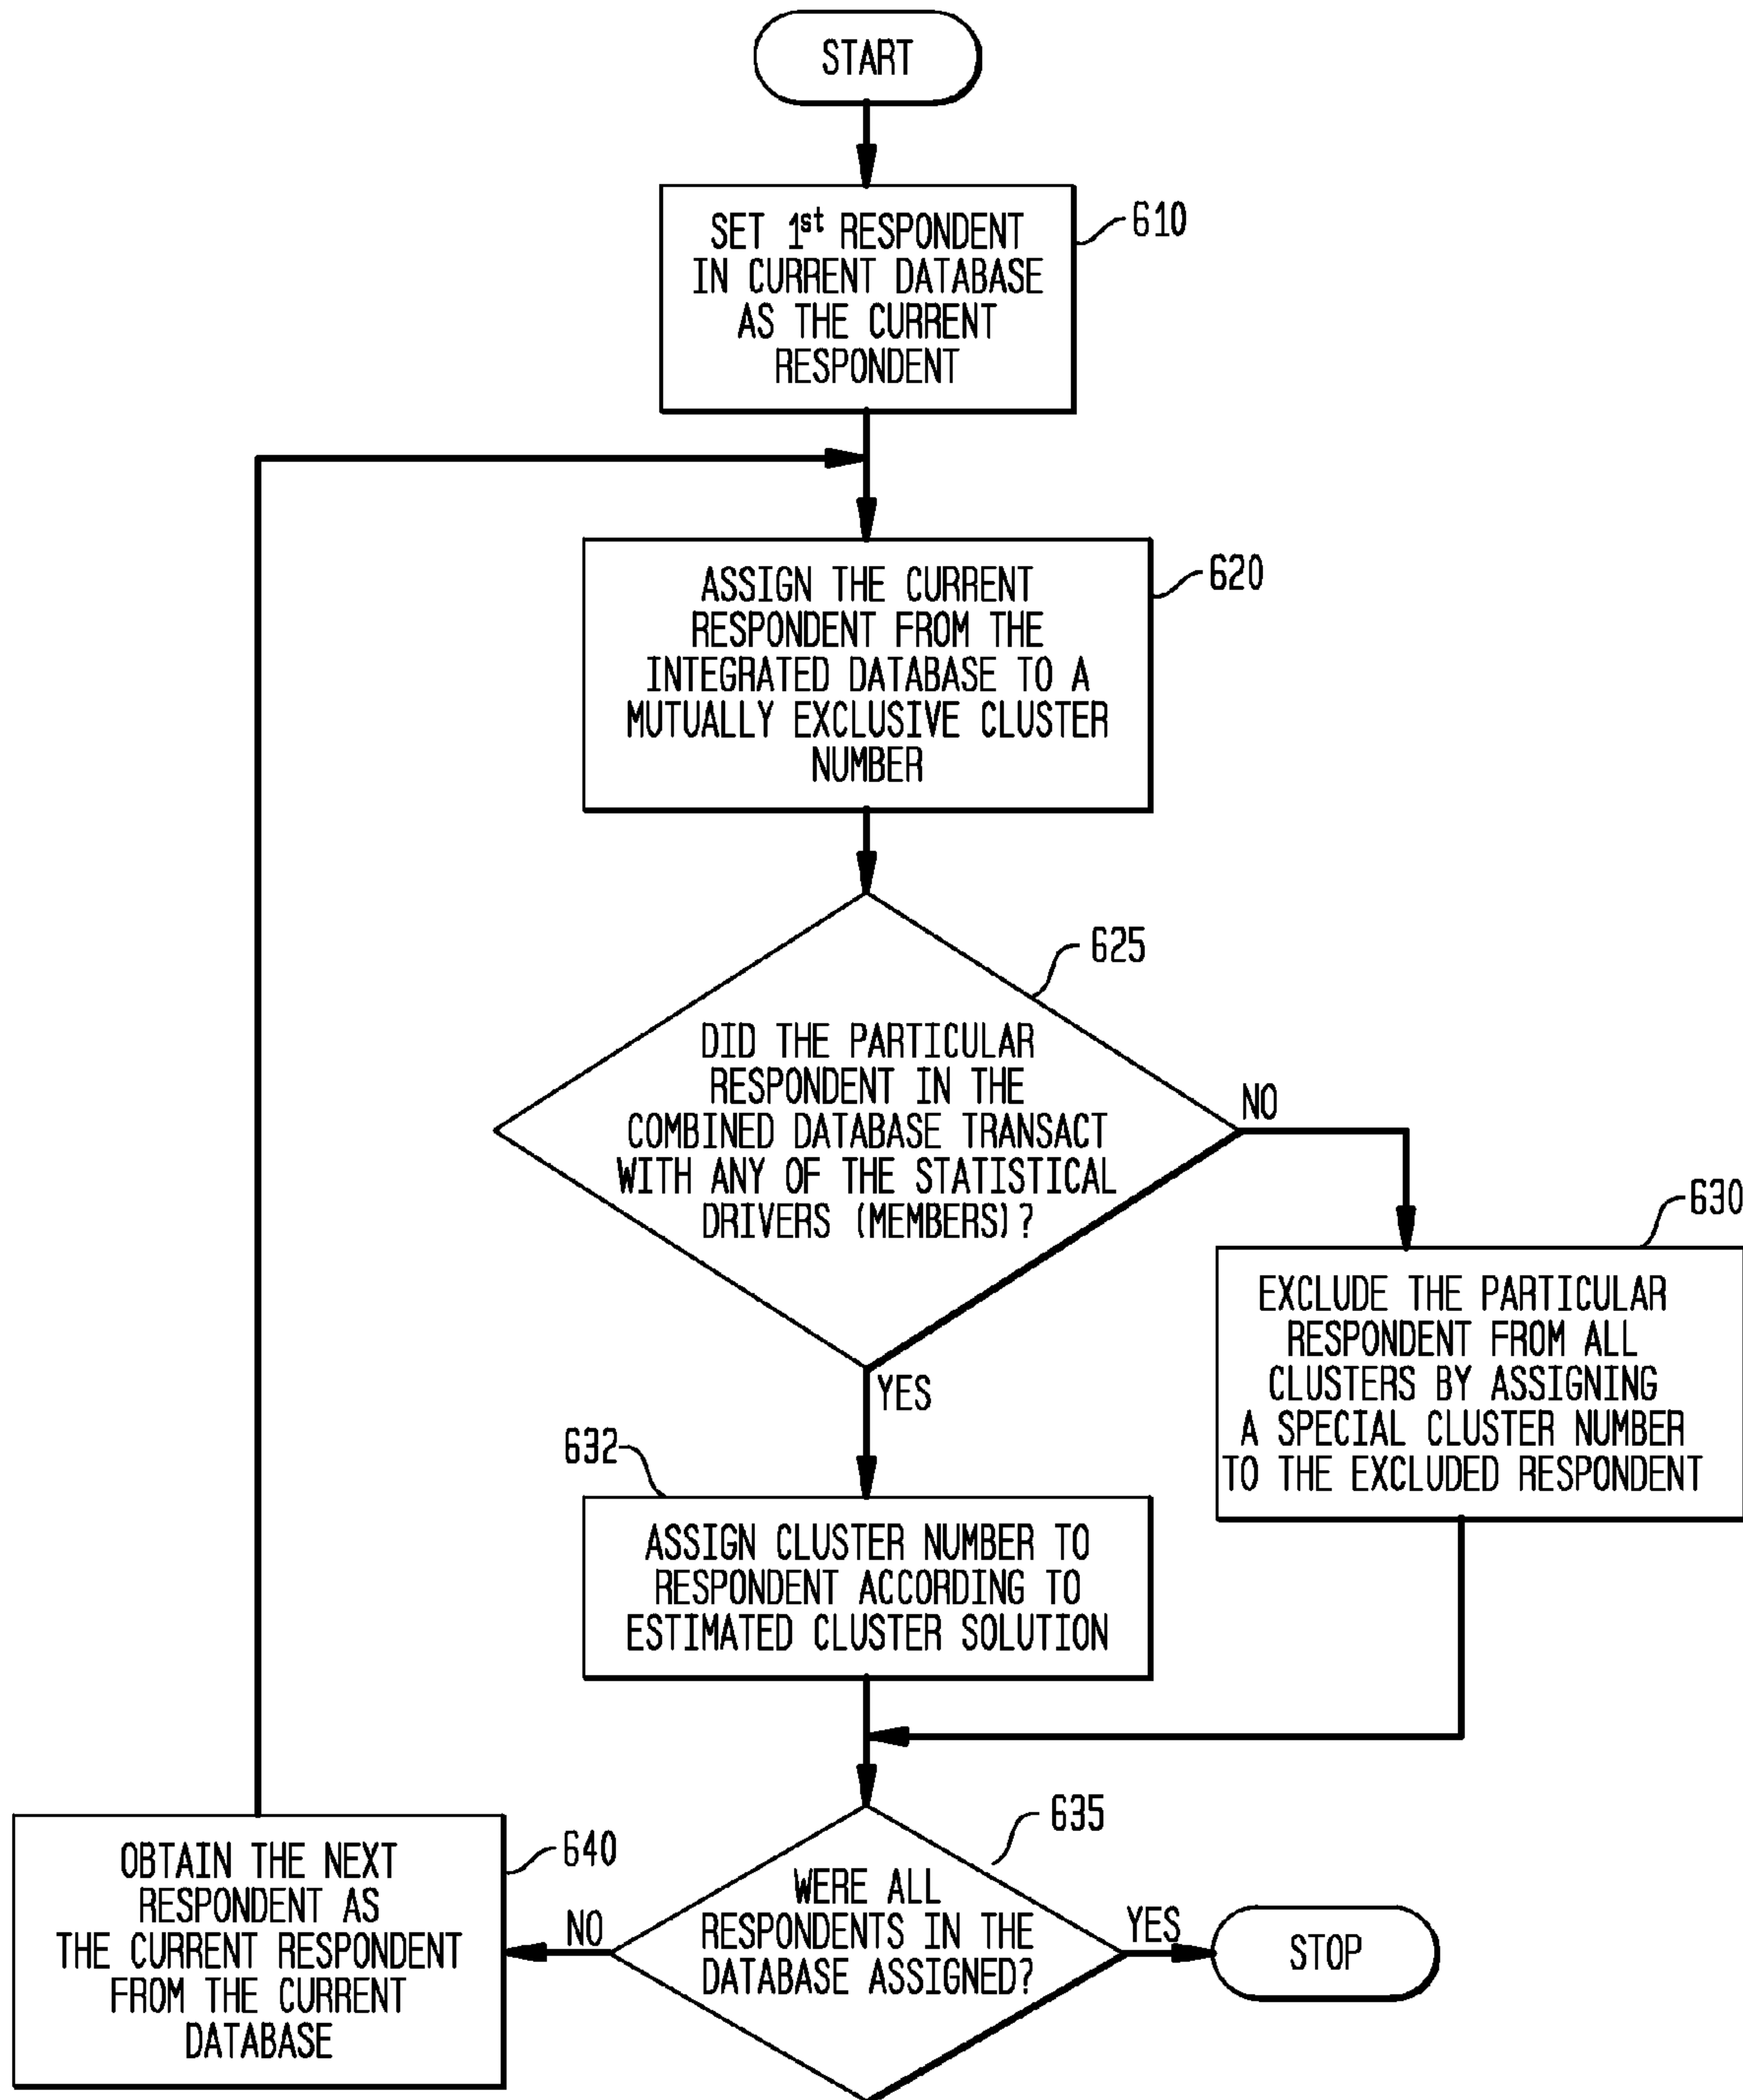 START
SET 1st RESPONDENT
IN CURRENT DATABASE
AS THE CURRENT
RESPONDENT
610
ASSIGN THE CURRENT
RESPONDENT FROM THE
INTEGRATED DATABASE TO A
MUTUALLY EXCLUSIVE CLUSTER
NUMBER
620
625
DID THE PARTICULAR
RESPONDENT IN THE
COMBINED DATABASE TRANSACT
WITH ANY OF THE STATISTICAL
DRIVERS (MEMBERS)?
NO
YES
630
EXCLUDE THE PARTICULAR
RESPONDENT FROM ALL
CLUSTERS BY ASSIGNING
A SPECIAL CLUSTER NUMBER
TO THE EXCLUDED RESPONDENT
632
ASSIGN CLUSTER NUMBER TO
RESPONDENT ACCORDING TO
ESTIMATED CLUSTER SOLUTION
635
WERE ALL
RESPONDENTS IN THE
DATABASE ASSIGNED?
YES
STOP
NO
640
OBTAIN THE NEXT
RESPONDENT AS
THE CURRENT RESPONDENT
FROM THE CURRENT
DATABASE